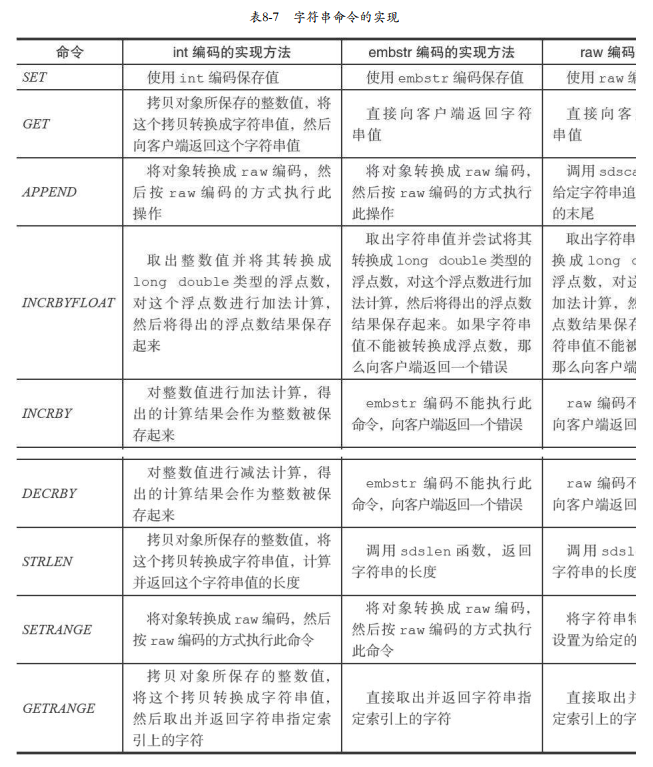 表8-7 字符串命令的实现
命令
int 编码的实现方法
embstr 编码的实现方法
raw 编码
SET
使用 int 编码保存值
使用 embstr 编码保存值
使用 raw 编
GET
拷贝对象所保存的整数值，将
这个拷贝转换成字符串值，然后
向客户端返回这个字符串值
直接向客户端返回字符
串值
直接向客
串值
APPEND
将对象转换成 raw 编码，然
后按 raw 编码的方式执行此
操作
将对象转换成 raw 编码，
然后按 raw 编码的方式执行
此操作
调用 sdsca
给定字符串追
的末尾
INCRBYFLOAT
取出整数值并将其转换成
long double 类型的浮点数，
对这个浮点数进行加法计算，
然后将得出的浮点数结果保存
起来
取出字符串值并尝试将其
转换成 long double 类型的
浮点数，对这个浮点数进行加
法计算，然后将得出的浮点数
结果保存起来。如果字符串
值不能被转换成浮点数，那
么向客户端返回一个错误
取出字符串
换成 long
浮点数，对这
加法计算，然
点数结果保存
符串值不能被
那么向客户端
INCRBY
对整数值进行加法计算，得
出的计算结果会作为整数被保
存起来
embstr 编码不能执行此
命令，向客户端返回一个错误
raw 编码不
向客户端返回
DECRBY
对整数值进行减法计算，得
出的计算结果会作为整数被保
存起来
embstr 编码不能执行此
命令，向客户端返回一个错误
raw 编码不
向客户端返回
STRLEN
拷贝对象所保存的整数值，将
这个拷贝转换成字符串值，计算
并返回这个字符串值的长度
调用 sdslen 函数，返回
字符串的长度
调用 sdsl
字符串的长度
SETRANGE
将对象转换成 raw 编码，然后
按 raw 编码的方式执行此命令
将对象转换成 raw 编码，
然后按 raw 编码的方式执行
此命令
将字符串特
设置为给定的
GETRANGE
拷贝对象所保存的整数值，
将这个拷贝转换成字符串值，
然后取出并返回字符串指定索
引上的字符
直接取出并返回字符串指
定索引上的字符
直接取出并
定索引上的字